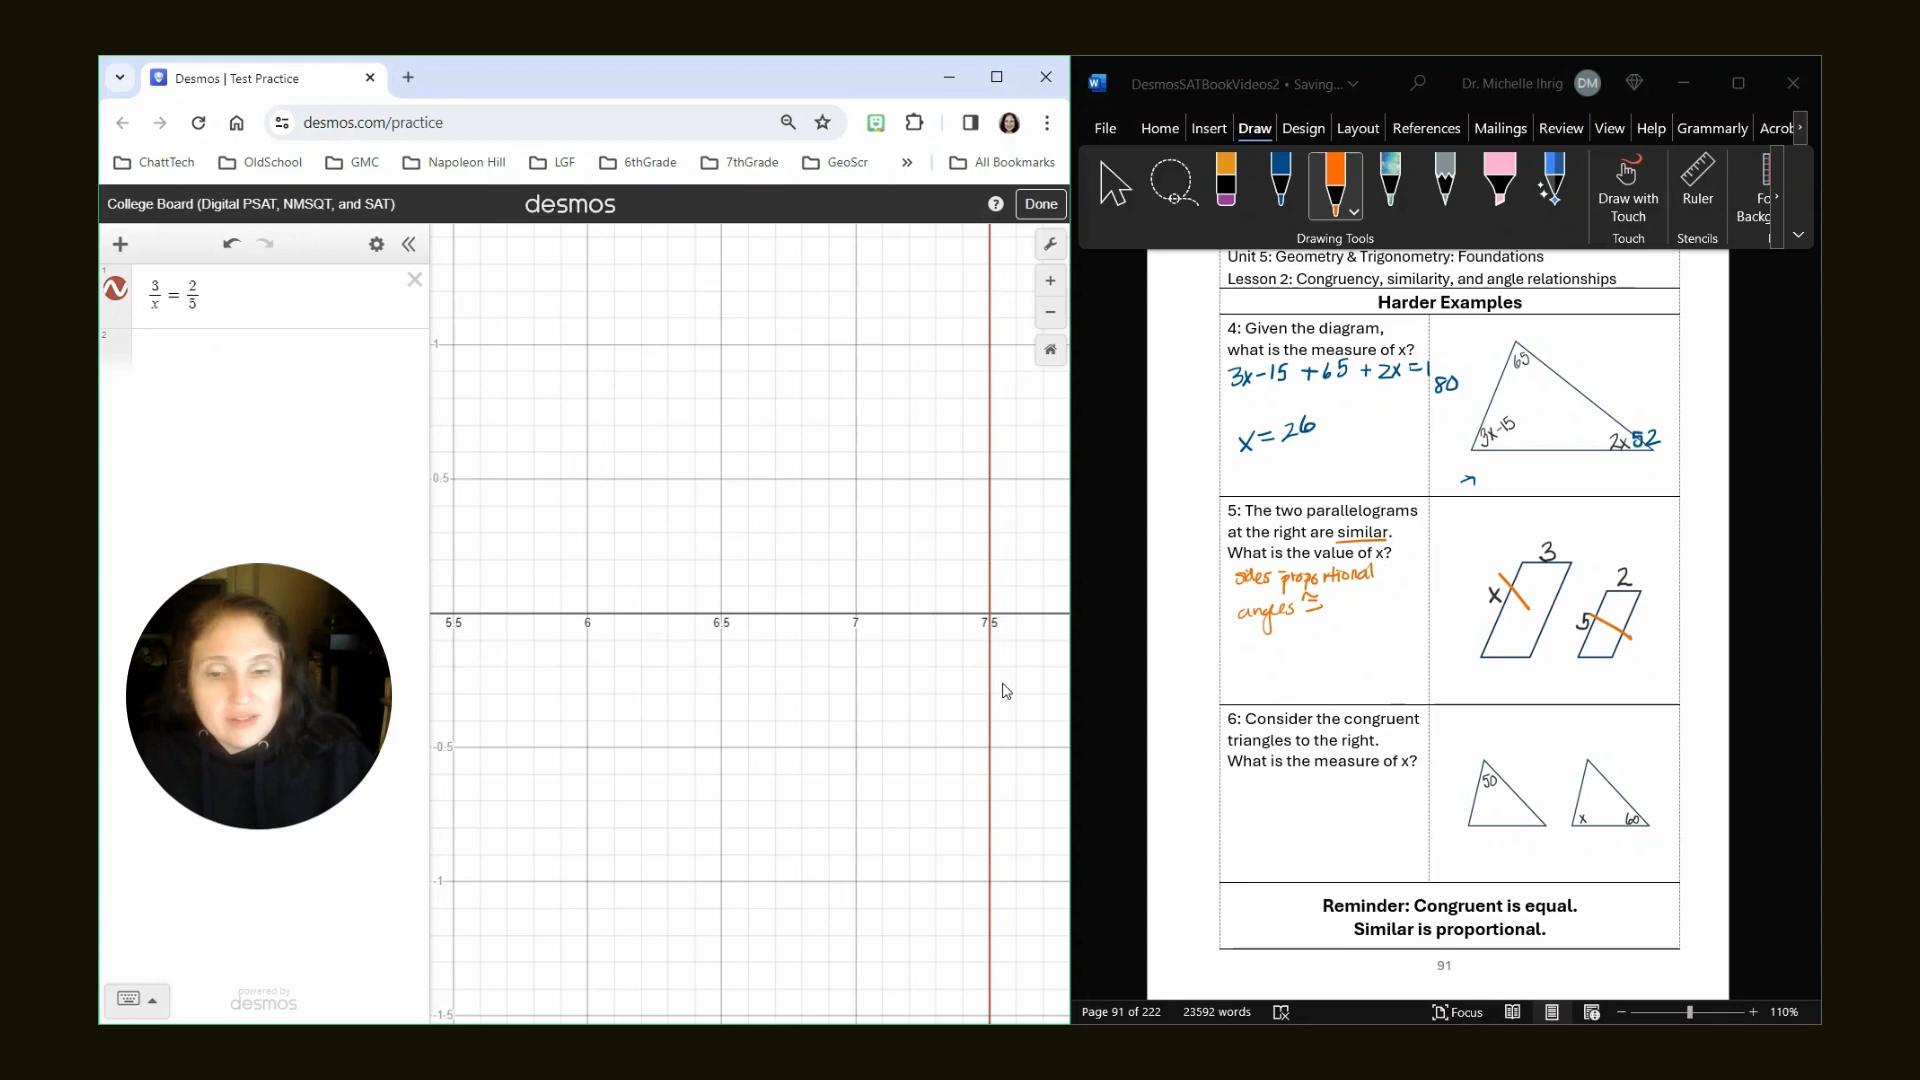 Desmos | Test Practice
desmos.com/practice
ChattTech
OldSchool
GMC
Napoleon Hill
LGF
6thGrade
7thGrade
GeoScr
»
All Bookmarks
College Board (Digital PSAT, NMSQT, and SAT)
desmos
Done
1
3/x = 2/5
2
1
0.5
5.5
6
6.5
7
7.5
-0.5
-1
-1.5
powered by
desmos
DesmosSATBookVideos2 • Saving...
Dr. Michelle Ihrig
DM
File Home Insert Draw Design Layout References Mailings Review View Help Grammarly Acrob
Draw with
Touch
Ruler
Fo
Backg
Drawing Tools
Touch
Stencils
Unit 5: Geometry & Trigonometry: Foundations
Lesson 2: Congruency, similarity, and angle relationships
Harder Examples
4: Given the diagram,
what is the measure of x?
3x-15 +65 + 2x = 180
x = 26
65
3x-15
2x 52
5: The two parallelograms
at the right are similar.
What is the value of x?
sides proportional
angles ≅
3
x
2
5
6: Consider the congruent
triangles to the right.
What is the measure of x?
50
x
60
Reminder: Congruent is equal.
Similar is proportional.
91
Page 91 of 222
23592 words
Focus
110%